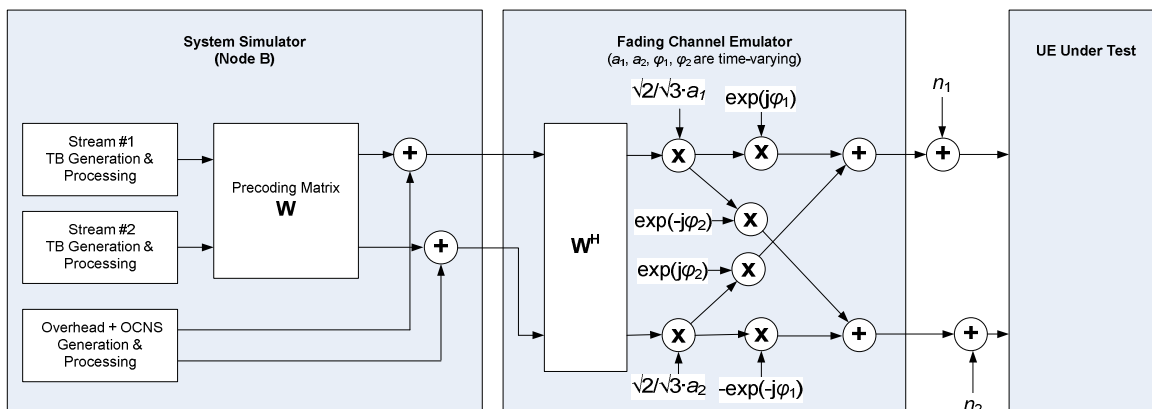 System Simulator
(Node B)
Fading Channel Emulator
(a₁, a₂, φ₁, φ₂ are time-varying)
UE Under Test
√2/√3·a₁
exp(jφ₁)
n₁
Stream #1
TB Generation &
Processing
Precoding Matrix
W
+
x
x
+
+
Stream #2
TB Generation &
Processing
+
Wᴴ
exp(-jφ₂)
x
exp(jφ₂)
x
Overhead + OCNS
Generation &
Processing
x
x
+
+
√2/√3·a₂
-exp(-jφ₁)
n₂